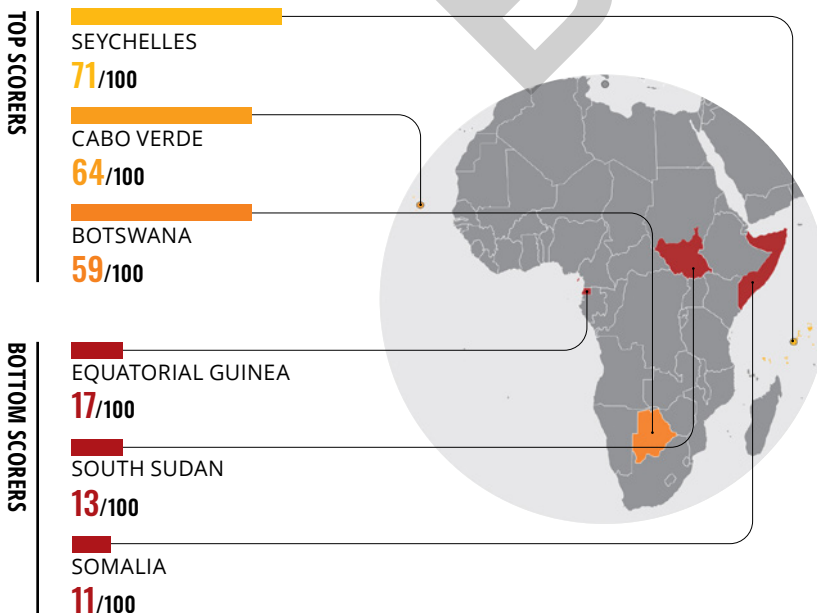 TOP SCORERS
SEYCHELLES
71/100
CABO VERDE
64/100
BOTSWANA
59/100
BOTTOM SCORERS
EQUATORIAL GUINEA
17/100
SOUTH SUDAN
13/100
SOMALIA
11/100